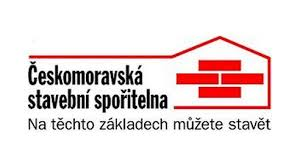 Českomoravská
stavební spořitelna
Na těchto základech můžete stavět